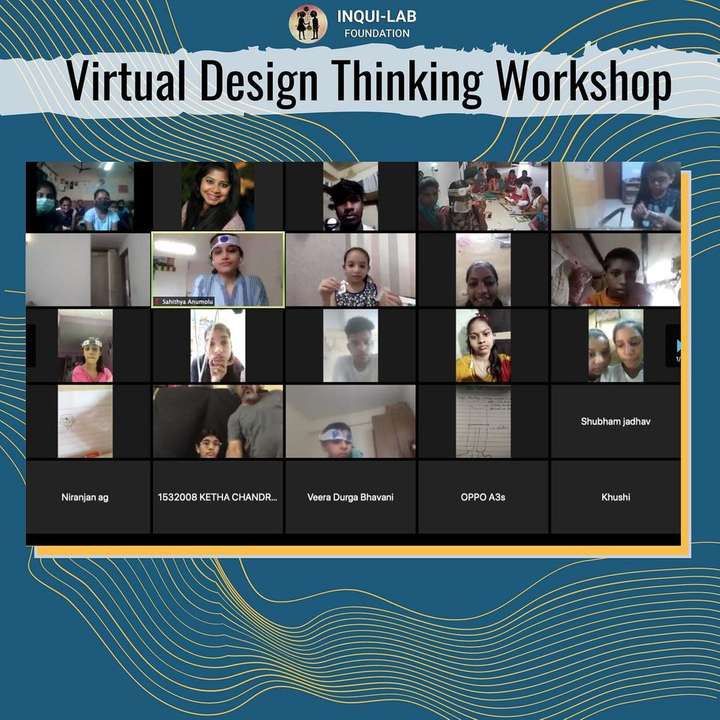 INQUI-LAB
FOUNDATION
Virtual Design Thinking Workshop
Sahithya Anumolu
Shubham jadhav
Niranjan ag
1532008 KETHA CHANDR...
Veera Durga Bhavani
OPPO A3s
Khushi